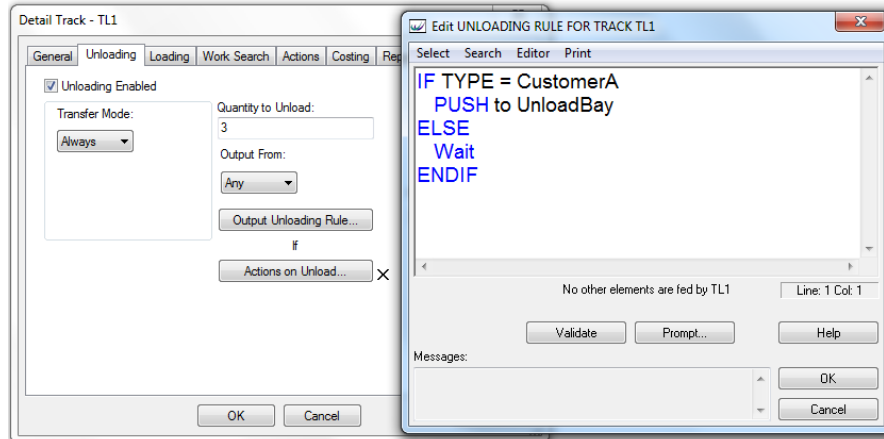 Detail Track - TL1
General Unloading Loading Work Search Actions Costing
Unloading Enabled
Transfer Mode:
Always
Quantity to Unload:
3
Output From:
Any
Output Unloading Rule...
If
Actions on Unload...
X
OK Cancel
Edit UNLOADING RULE FOR TRACK TL1
Select Search Editor Print
IF TYPE = CustomerA
PUSH to UnloadBay
ELSE
Wait
ENDIF
No other elements are fed by TL1
Line: 1 Col: 1
Validate Prompt... Help
Messages:
OK
Cancel